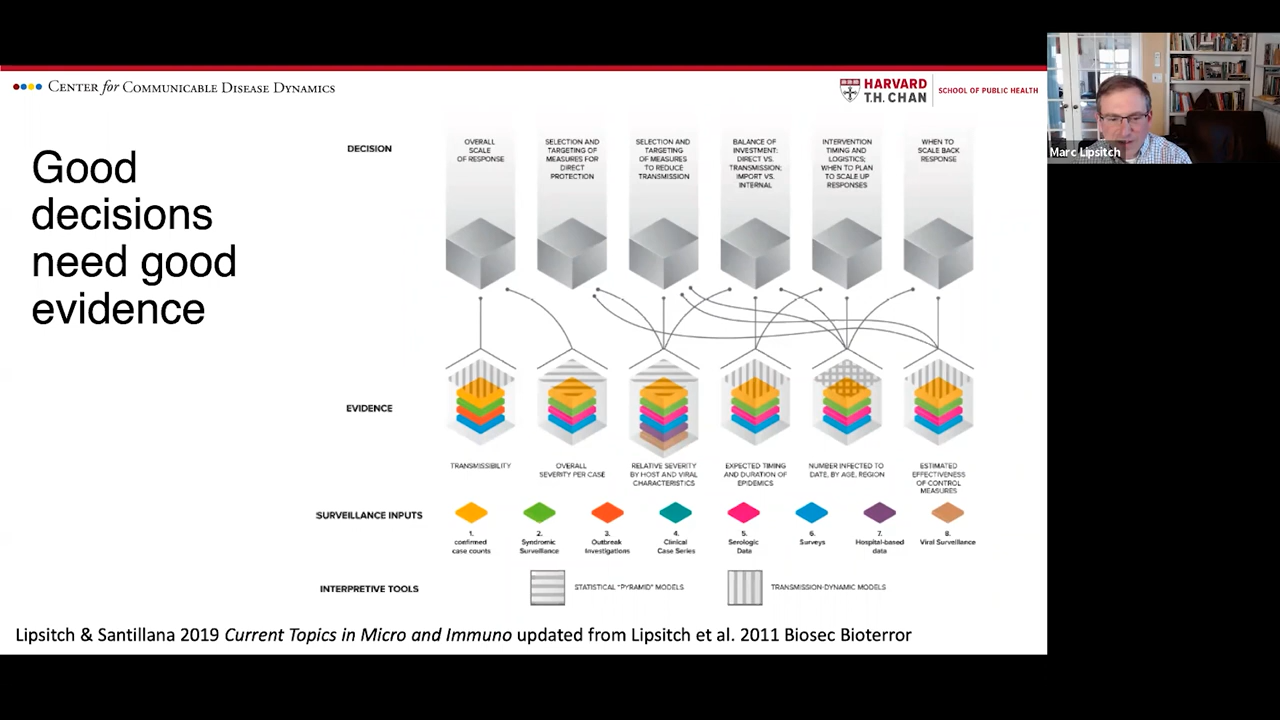 CENTER for COMMUNICABLE DISEASE DYNAMICS
HARVARD
T.H. CHAN
SCHOOL OF PUBLIC HEALTH
Marc Lipsitch
Good
decisions
need good
evidence
DECISION
OVERALL
SCALE
OF RESPONSE
SELECTION AND
TARGETING OF
MEASURES FOR
DIRECT
PROTECTION
SELECTION AND
TARGETING
OF MEASURES
TO REDUCE
TRANSMISSION
BALANCE OF
INVESTMENT:
DIRECT VS.
TRANSMISSION;
IMPORT VS.
INTERNAL
INTERVENTION
TIMING AND
LOGISTICS;
WHEN TO PLAN
TO SCALE UP
RESPONSES
WHEN TO
SCALE BACK
RESPONSE
EVIDENCE
TRANSMISSIBILITY
OVERALL
SEVERITY PER CASE
RELATIVE SEVERITY
BY HOST AND VIRAL
CHARACTERISTICS
EXPECTED TIMING
AND DURATION OF
EPIDEMICS
NUMBER INFECTED TO
DATE, BY AGE, REGION
ESTIMATED
EFFECTIVENESS
OF CONTROL
MEASURES
SURVEILLANCE INPUTS
1.
confirmed
case counts
2.
Syndromic
Surveillance
3.
Outbreak
Investigations
4.
Clinical
Case Series
5.
Serologic
Data
6.
Surveys
7.
Hospital-based
data
8.
Viral Surveillance
INTERPRETIVE TOOLS
STATISTICAL "PYRAMID" MODELS
TRANSMISSION-DYNAMIC MODELS
Lipsitch & Santillana 2019 Current Topics in Micro and Immuno updated from Lipsitch et al. 2011 Biosec Bioterror